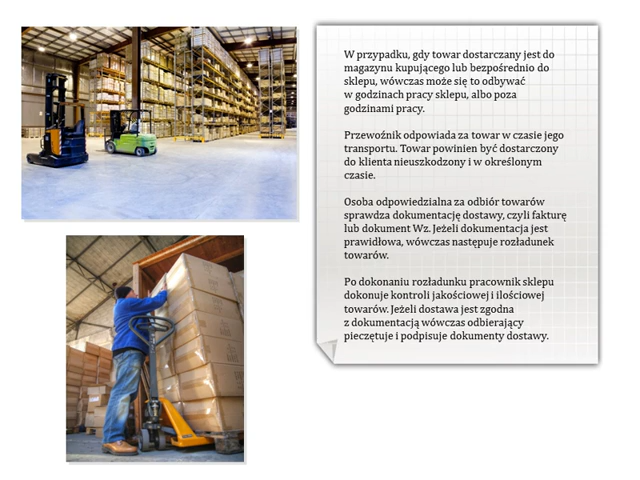 W przypadku, gdy towar dostarczany jest do
magazynu kupującego lub bezpośrednio do
sklepu, wówczas może się to odbywać
w godzinach pracy sklepu, albo poza
godzinami pracy.
Przewoźnik odpowiada za towar w czasie jego
transportu. Towar powinien być dostarczony
do klienta nieuszkodzony i w określonym
czasie.
Osoba odpowiedzialna za odbiór towarów
sprawdza dokumentację dostawy, czyli fakturę
lub dokument Wz. Jeżeli dokumentacja jest
prawidłowa, wówczas następuje rozładunek
towarów.
Po dokonaniu rozładunku pracownik sklepu
dokonuje kontroli jakościowej i ilościowej
towarów. Jeżeli dostawa jest zgodna
z dokumentacją wówczas odbierający
pieczętuje i podpisuje dokumenty dostawy.